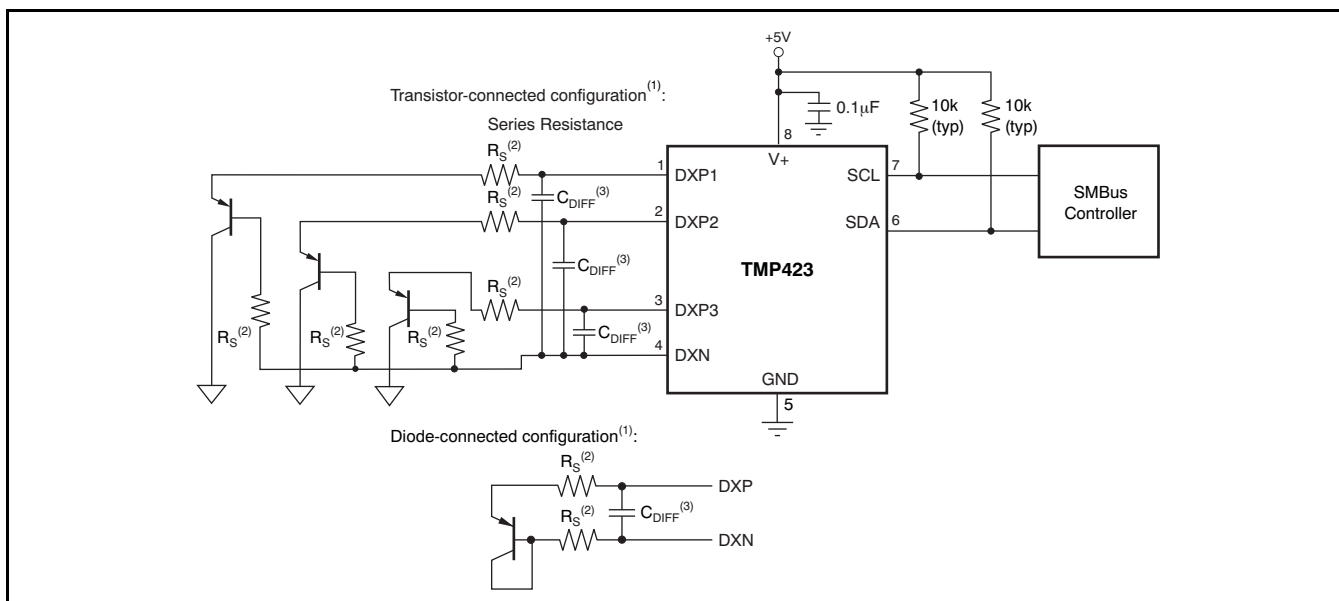 +5V
Transistor-connected configuration(1):
0.1μF
10k
(typ)
10k
(typ)
Series Resistance
8
RS(2)
V+
1
DXP1
SCL
7
RS(2)
CDIFF(3)
SMBus
Controller
2
DXP2
SDA
6
TMP423
CDIFF(3)
RS(2)
3
DXP3
RS(2)
RS(2)
RS(2)
CDIFF(3)
4
DXN
GND
5
Diode-connected configuration(1):
RS(2)
DXP
RS(2)
CDIFF(3)
DXN